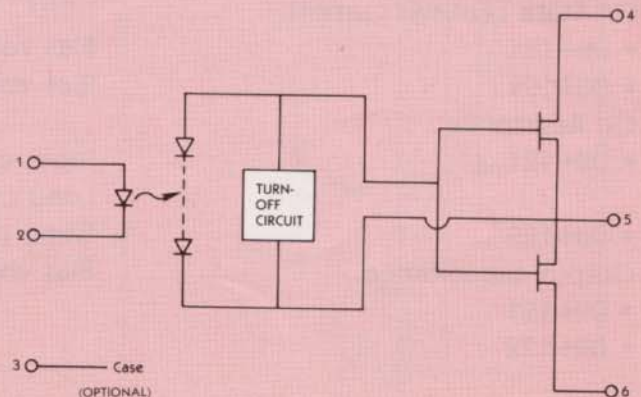 4
1
TURN-
OFF
CIRCUIT
5
2
3 Case
(OPTIONAL)
6